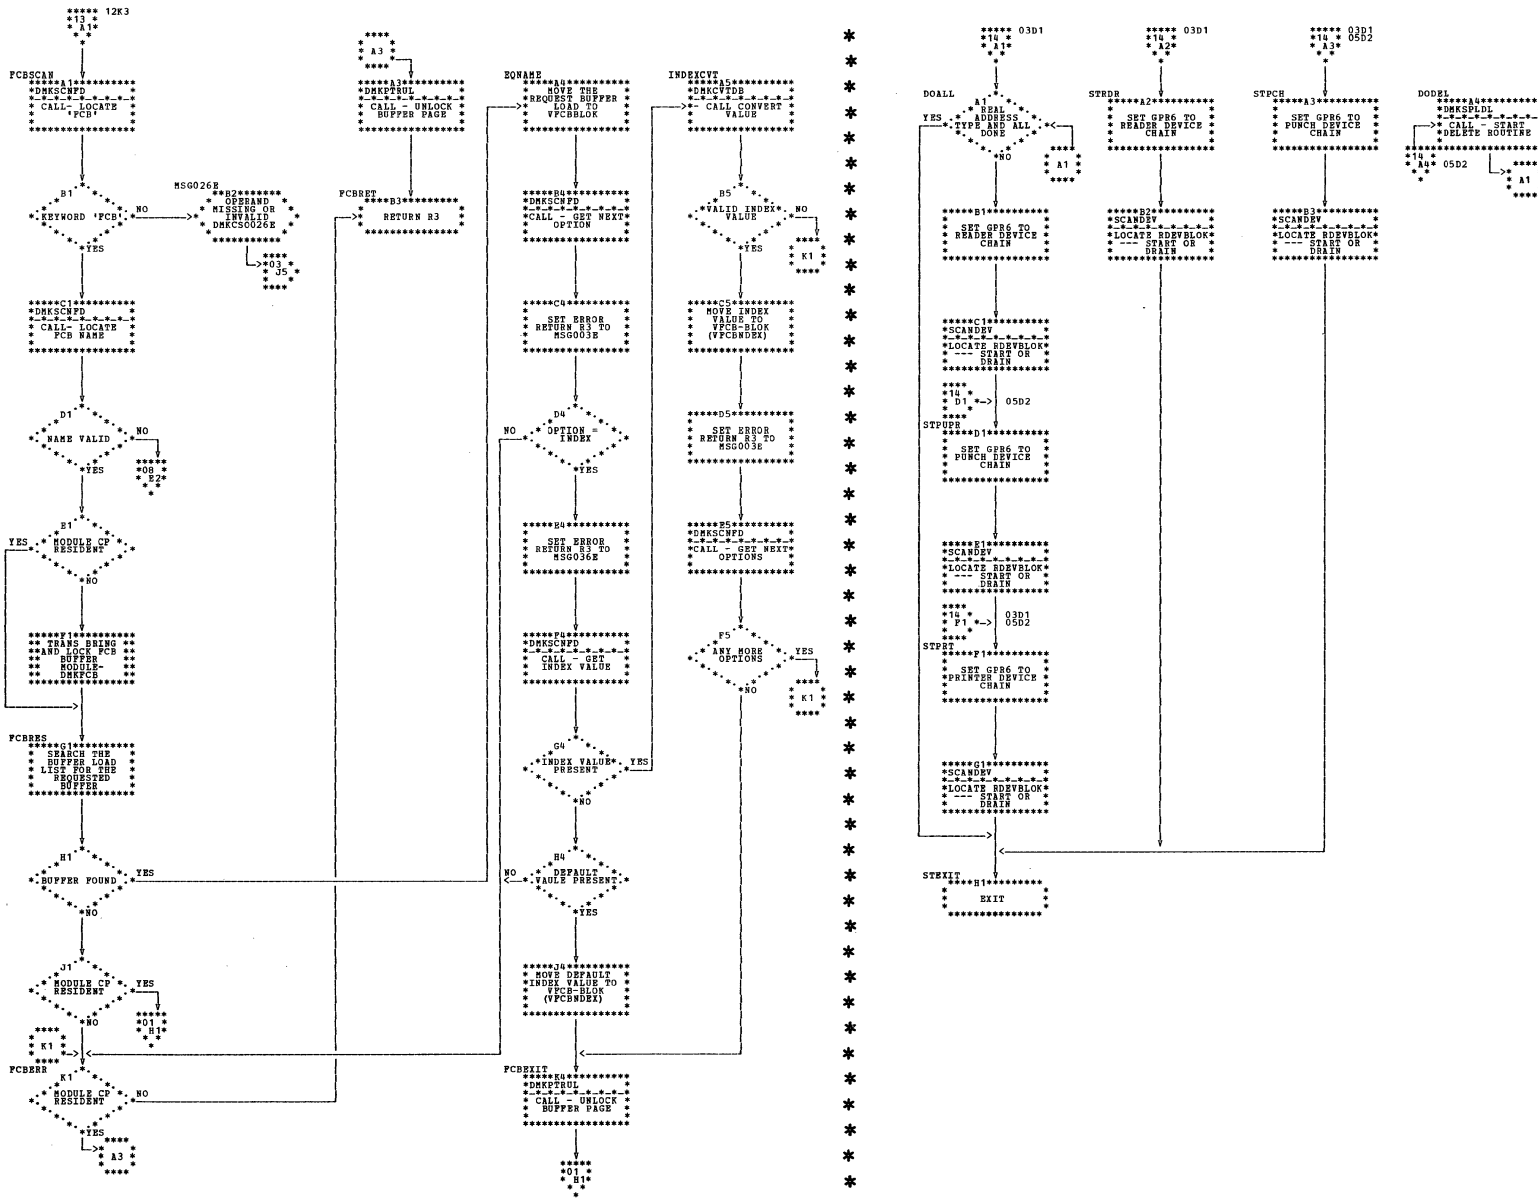 12K3
13
A1
FCBSCAN
A1
DMKSCNFD
CALL- LOCATE
'FCB'
B1
KEYWORD 'FCB'
NO
YES
MSG026E
B2
OPERAND
MISSING OR
INVALID
DMKCSO026E
03
J5
C1
DMKSCNFD
CALL- LOCATE
FCB NAME
D1
NAME VALID
NO
YES
08
E2
E1
MODULE CP
RESIDENT
YES
NO
F1
TRANS BRING
AND LOCK FCB
BUFFER
MODULE-
DMKFCB
FCBRES
G1
SEARCH THE
BUFFER LOAD
LIST FOR THE
REQUESTED
BUFFER
H1
BUFFER FOUND
YES
NO
J1
MODULE CP
RESIDENT
YES
NO
01
H1
K1
FCBERR
K1
MODULE CP
RESIDENT
NO
YES
A3
A3
A3
DMKPTRUL
CALL - UNLOCK
BUFFER PAGE
FCBRET
B3
RETURN R3
EQNAME
A4
MOVE THE
REQUEST BUFFER
LOAD TO
VFCBBLOK
B4
DMKSCNFD
CALL - GET NEXT
OPTION
C4
SET ERROR
RETURN R3 TO
MSG003E
D4
OPTION =
INDEX
NO
YES
E4
SET ERROR
RETURN R3 TO
MSG036E
F4
DMKSCNFD
CALL - GET
INDEX VALUE
G4
INDEX VALUE
PRESENT
YES
NO
H4
DEFAULT
VAULE PRESENT
NO
YES
J4
MOVE DEFAULT
INDEX VALUE TO
VFCB-BLOK
(VFCBNDEX)
FCBEXIT
K4
DMKPTRUL
CALL - UNLOCK
BUFFER PAGE
01
H1
INDEXCVT
A5
DMKCVTDB
- CALL CONVERT
VALUE
B5
VALID INDEX
VALUE
NO
YES
K1
C5
MOVE INDEX
VALUE TO
VFCB-BLOK
(VFCBNDEX)
D5
SET ERROR
RETURN R3 TO
MSG003E
E5
DMKSCNFD
CALL - GET NEXT
OPTIONS
F5
ANY MORE
OPTIONS
YES
NO
K1
03D1
14
A1
DOALL
A1
REAL
ADDRESS
TYPE AND ALL
DONE
YES
NO
A1
B1
SET GPR6 TO
READER DEVICE
CHAIN
C1
SCANDEV
LOCATE RDEVBLOK
--- START OR
DRAIN
14
D1
05D2
STPUPR
D1
SET GPR6 TO
PUNCH DEVICE
CHAIN
E1
SCANDEV
LOCATE RDEVBLOK
--- START OR
DRAIN
14
F1
03D1
05D2
STPRT
F1
SET GPR6 TO
PRINTER DEVICE
CHAIN
G1
SCANDEV
LOCATE RDEVBLOK
--- START OR
DRAIN
STEXIT
H1
EXIT
03D1
14
A2
STRDR
A2
SET GPR6 TO
READER DEVICE
CHAIN
B2
SCANDEV
LOCATE RDEVBLOK
--- START OR
DRAIN
03D1
05D2
14
A3
STPCH
A3
SET GPR6 TO
PUNCH DEVICE
CHAIN
B3
SCANDEV
LOCATE RDEVBLOK
--- START OR
DRAIN
DODEL
A4
DMKSPLDL
CALL - START
DELETE ROUTINE
14
A4
05D2
A1